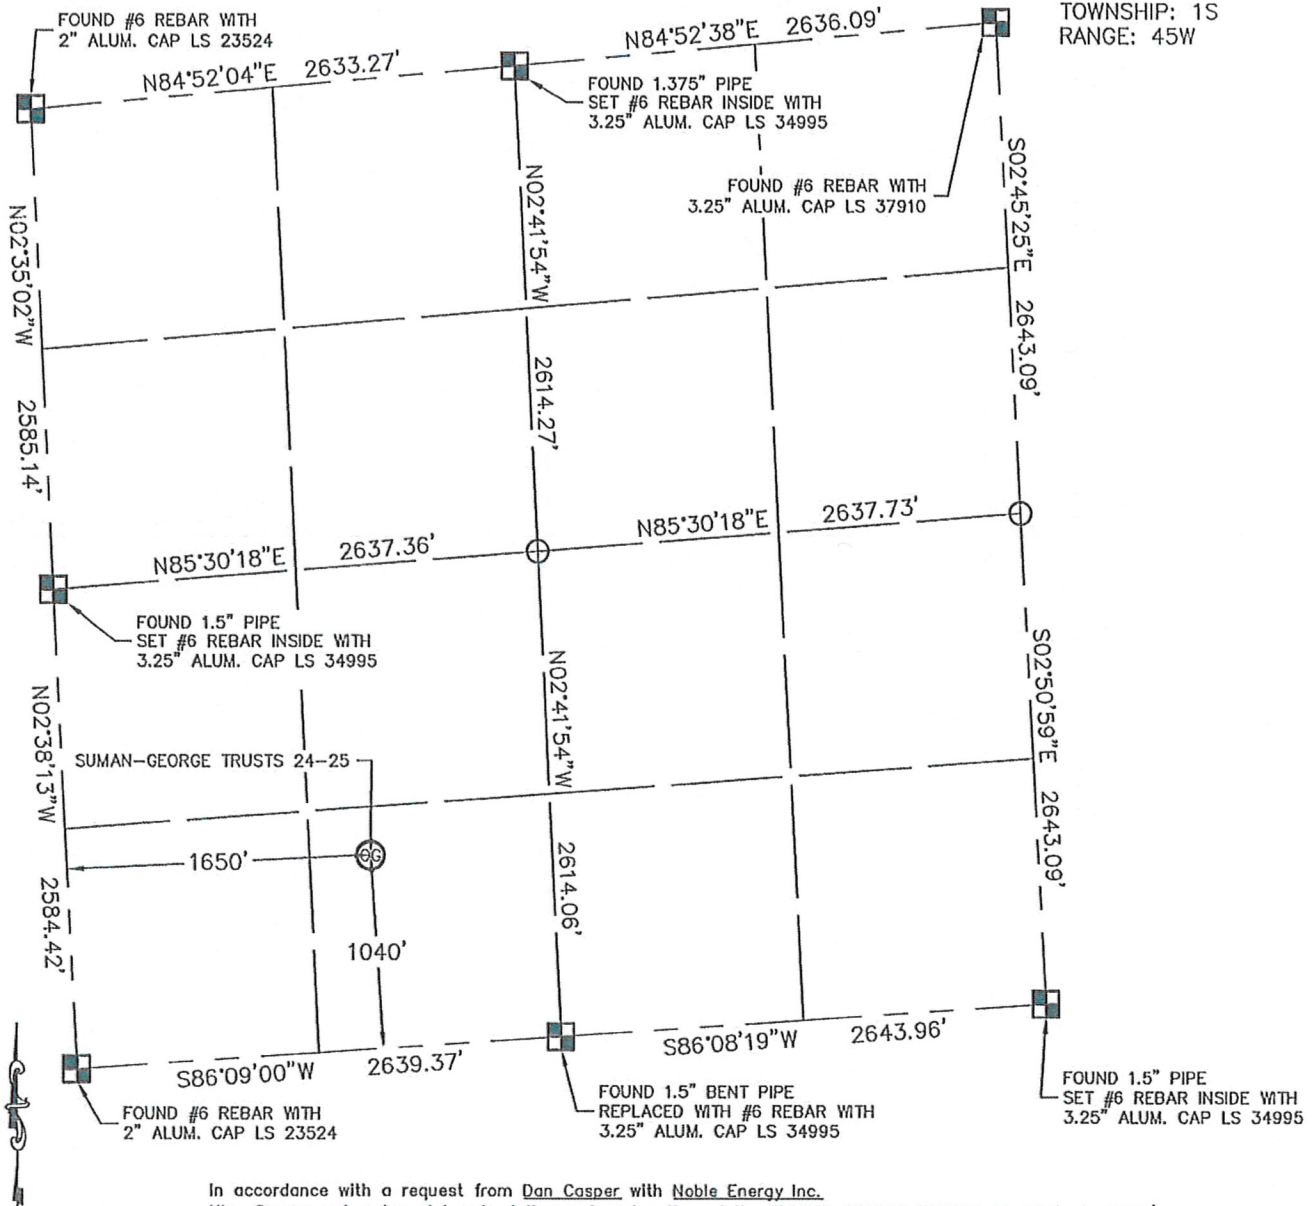 TOWNSHIP: 1S
RANGE: 45W
FOUND #6 REBAR WITH
2" ALUM. CAP LS 23524
N84°52'04"E 2633.27'
N84°52'38"E 2636.09'
FOUND 1.375" PIPE
SET #6 REBAR INSIDE WITH
3.25" ALUM. CAP LS 34995
FOUND #6 REBAR WITH
3.25" ALUM. CAP LS 37910
N02°35'02"W 2585.14'
N02°41'54"W 2614.27'
S02°45'25"E 2643.09'
N85°30'18"E 2637.36'
N85°30'18"E 2637.73'
FOUND 1.5" PIPE
SET #6 REBAR INSIDE WITH
3.25" ALUM. CAP LS 34995
N02°38'13"W 2584.42'
N02°41'54"W 2614.06'
S02°50'59"E 2643.09'
SUMAN-GEORGE TRUSTS 24-25
1650'
OG
1040'
S86°09'00"W 2639.37'
S86°08'19"W 2643.96'
FOUND #6 REBAR WITH
2" ALUM. CAP LS 23524
FOUND 1.5" BENT PIPE
REPLACED WITH #6 REBAR WITH
3.25" ALUM. CAP LS 34995
FOUND 1.5" PIPE
SET #6 REBAR INSIDE WITH
3.25" ALUM. CAP LS 34995
In accordance with a request from Dan Casper with Noble Energy Inc.